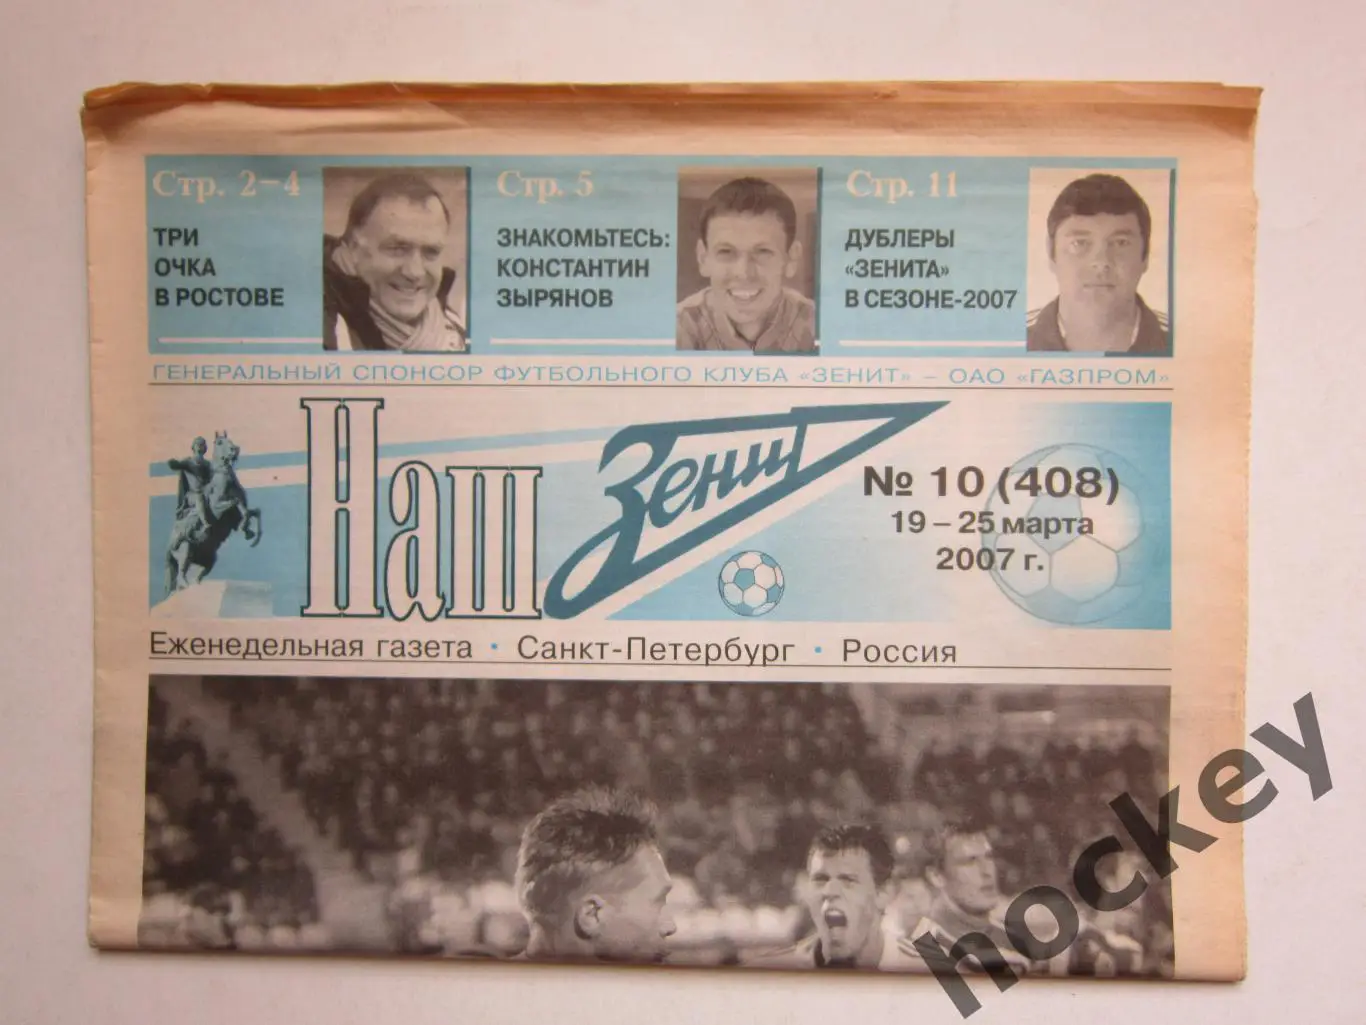 Стр. 2–4
ТРИ
ОЧКА
В РОСТОВЕ
Стр. 5
ЗНАКОМЬТЕСЬ:
КОНСТАНТИН
ЗЫРЯНОВ
Стр. 11
ДУБЛЕРЫ
«ЗЕНИТА»
В СЕЗОНЕ-2007
ГЕНЕРАЛЬНЫЙ СПОНСОР ФУТБОЛЬНОГО КЛУБА «ЗЕНИТ» – ОАО «ГАЗПРОМ»
Наш Зенит
№ 10 (408)
19 – 25 марта
2007 г.
Еженедельная газета · Санкт-Петербург · Россия
hockey